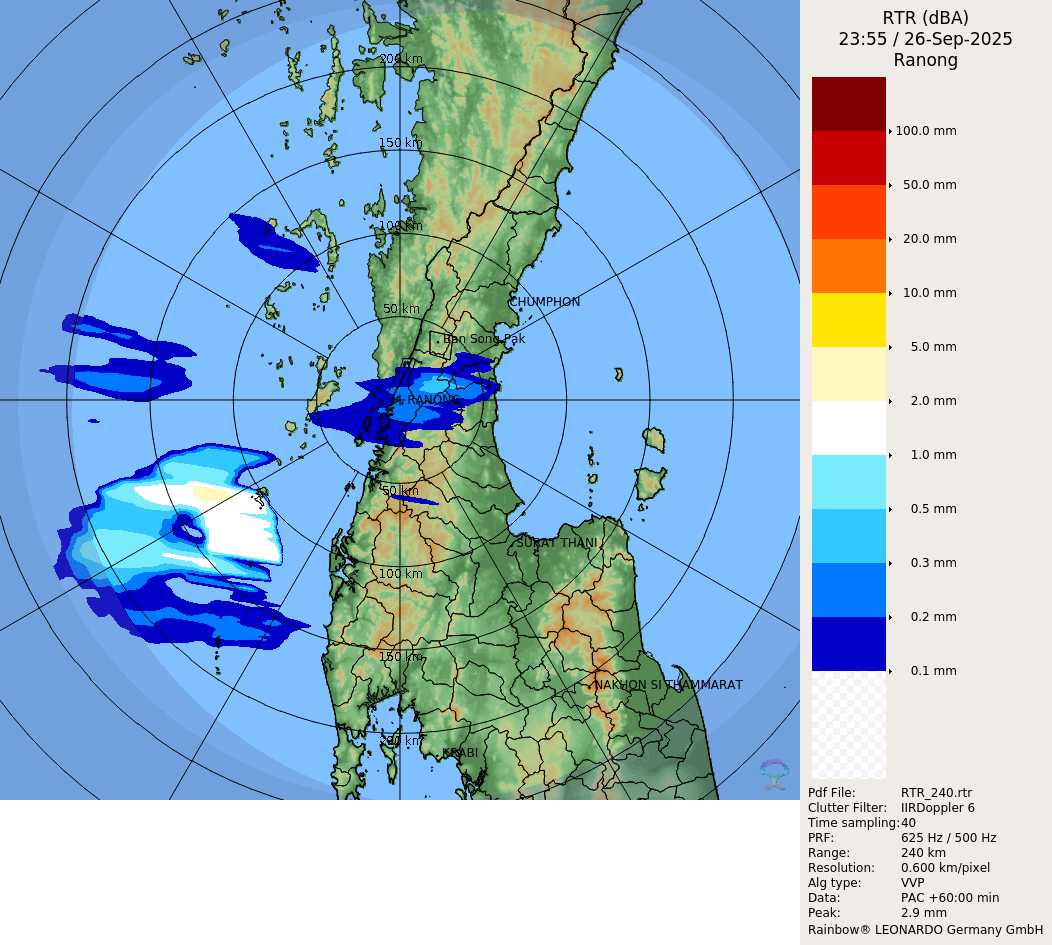 RTR (dBA)
23:55 / 26-Sep-2025
Ranong
200 km
150 km
100 km
50 km
CHUMPHON
Ban Song Pak
RANONG
50 km
SURAT THANI
100 km
150 km
NAKHON SI THAMMARAT
200 km
KRABI
100.0 mm
50.0 mm
20.0 mm
10.0 mm
5.0 mm
2.0 mm
1.0 mm
0.5 mm
0.3 mm
0.2 mm
0.1 mm
Pdf File: RTR_240.rtr
Clutter Filter: IIRDoppler 6
Time sampling:40
PRF: 625 Hz / 500 Hz
Range: 240 km
Resolution: 0.600 km/pixel
Alg type: VVP
Data: PAC +60:00 min
Peak: 2.9 mm
Rainbow® LEONARDO Germany GmbH